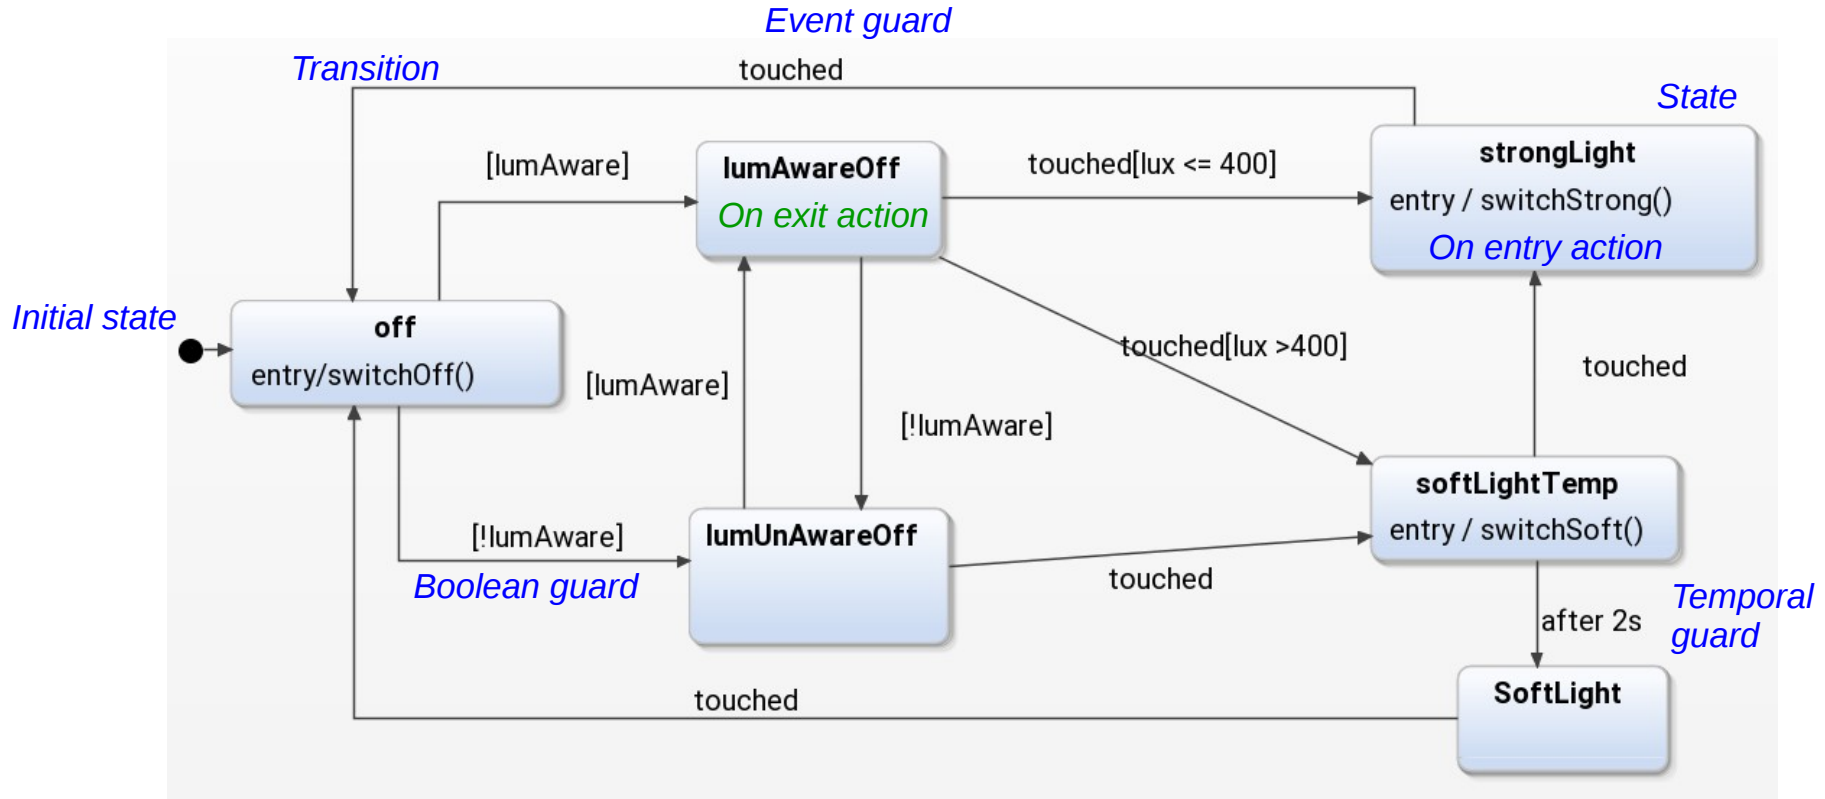 Event guard
Transition
touched
State
[lumAware]
lumAwareOff
On exit action
touched[lux <= 400]
strongLight
entry / switchStrong()
On entry action
Initial state
off
entry/switchOff()
[lumAware]
touched[lux >400]
touched
[!lumAware]
softLightTemp
entry / switchSoft()
[!lumAware]
lumUnAwareOff
Boolean guard
touched
Temporal
guard
after 2s
touched
SoftLight